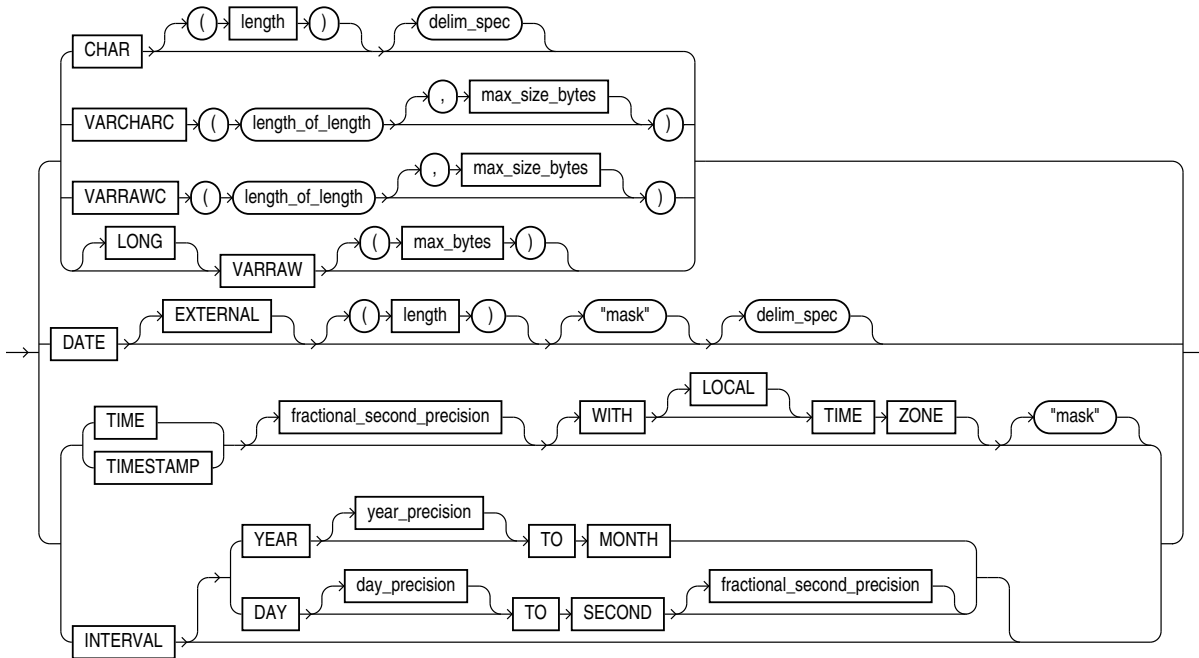 ( length )
delim_spec
CHAR
, max_size_bytes
VARCHARC ( length_of_length )
, max_size_bytes
VARRAWC ( length_of_length )
LONG ( max_bytes )
VARRAW
EXTERNAL ( length ) "mask" delim_spec
DATE
LOCAL
TIME fractional_second_precision WITH TIME ZONE "mask"
TIMESTAMP
year_precision
YEAR TO MONTH
day_precision fractional_second_precision
DAY TO SECOND
INTERVAL